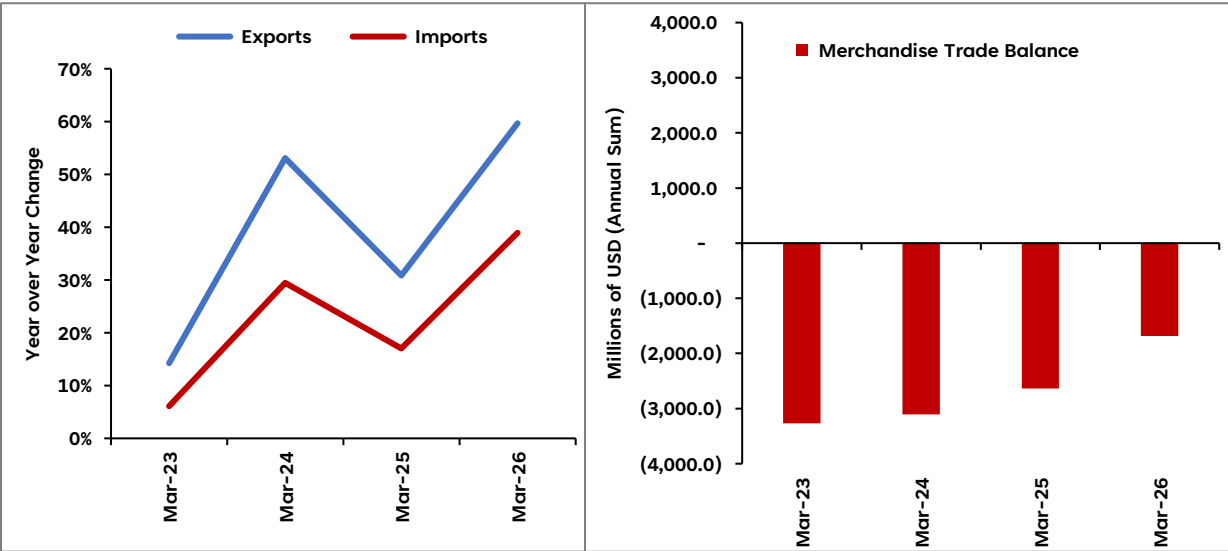 Exports Imports
Year over Year Change
70%
60%
50%
40%
30%
20%
10%
0%
Mar-23
Mar-24
Mar-25
Mar-26
Merchandise Trade Balance
Millions of USD (Annual Sum)
4,000.0
3,000.0
2,000.0
1,000.0
-
(1,000.0)
(2,000.0)
(3,000.0)
(4,000.0)
Mar-23
Mar-24
Mar-25
Mar-26